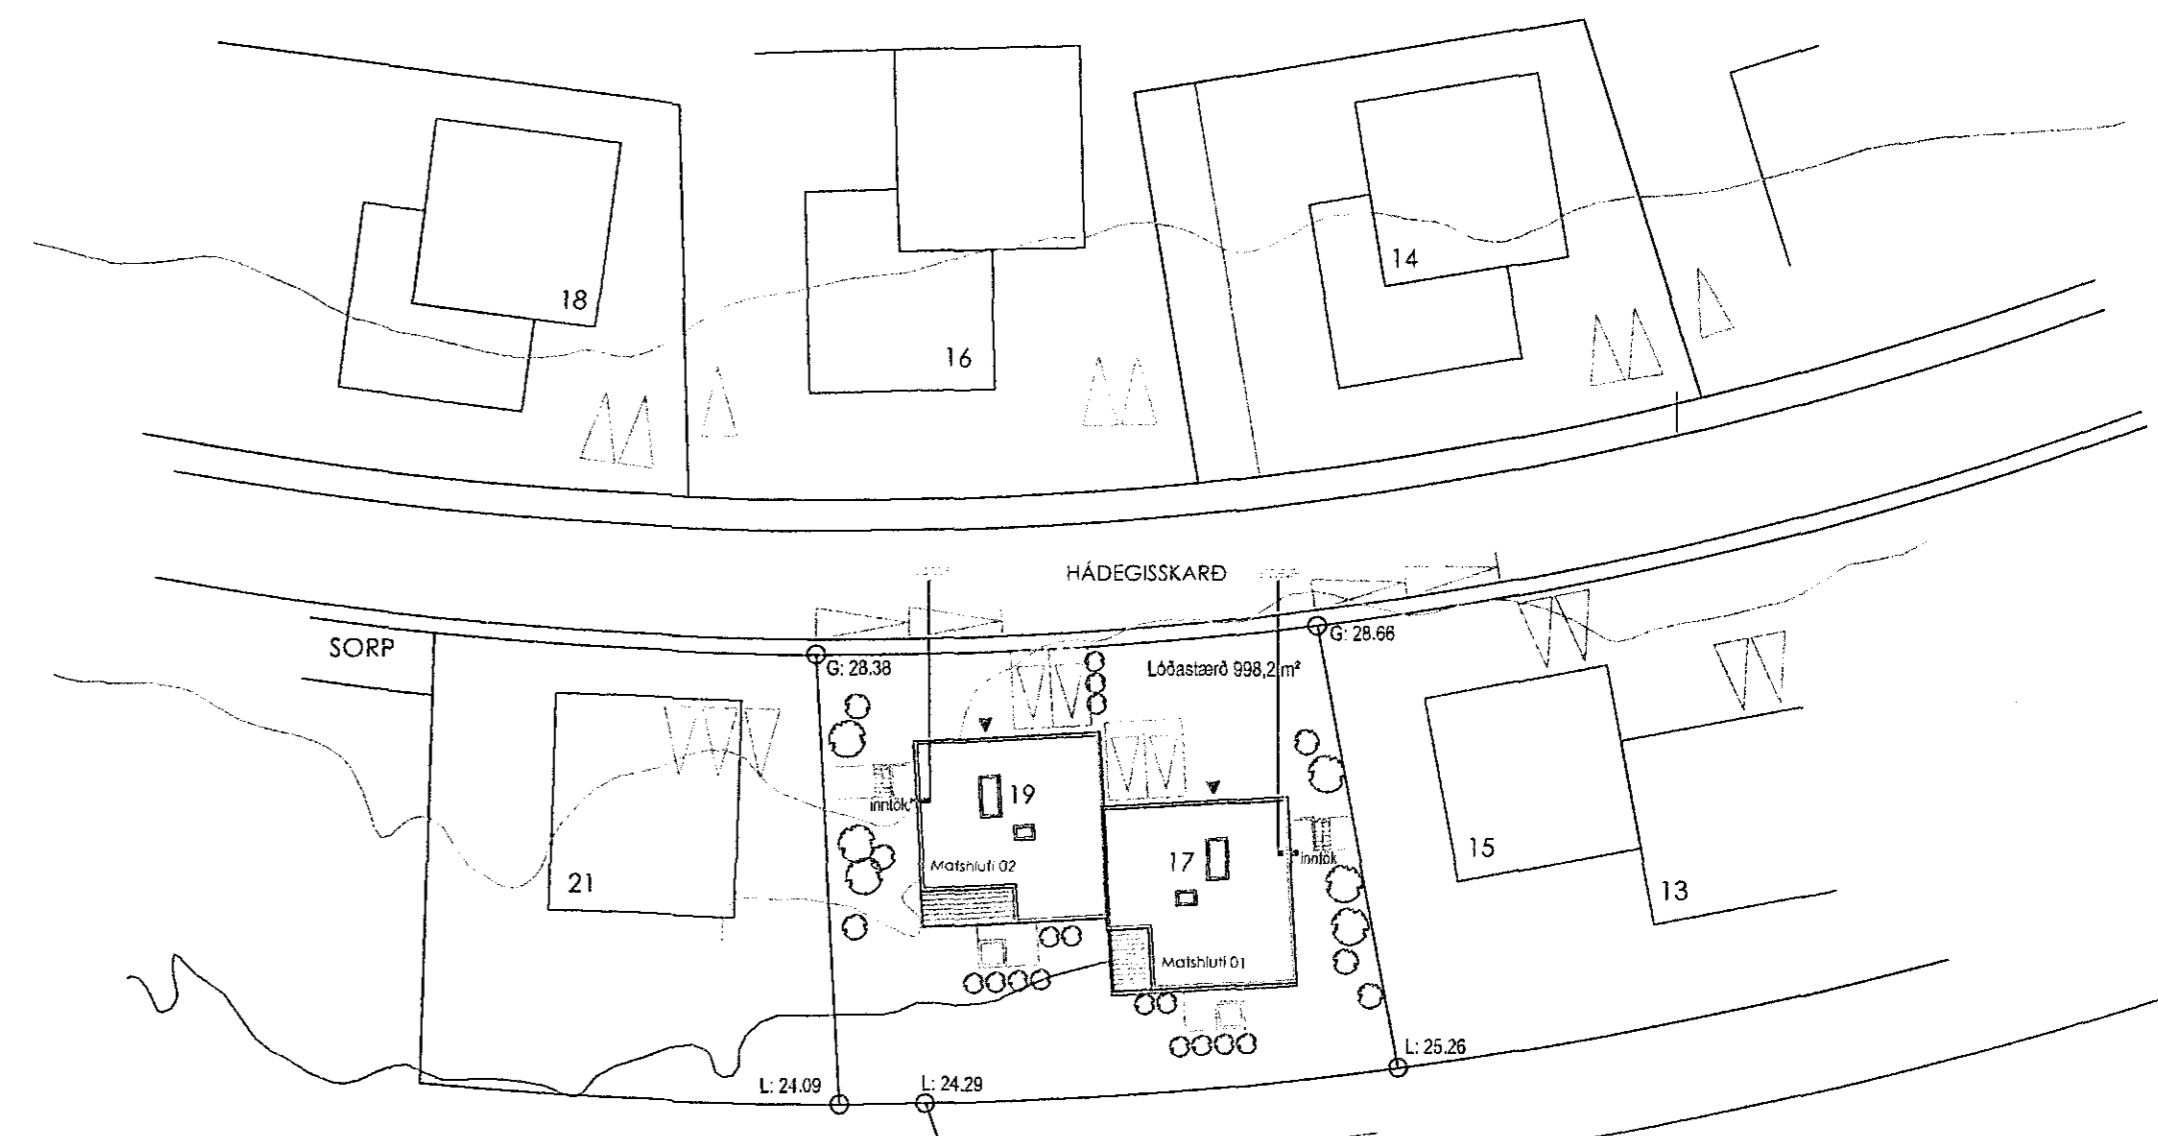 18
16
14
HÁDEGISSKARÐ
SORP
G: 28.38
G: 28.66
Lóðastærð 998,2 m²
inntök
19
Matshluti 02
17
inntök
Matshluti 01
21
15
13
L: 24.09
L: 24.29
L: 25.26